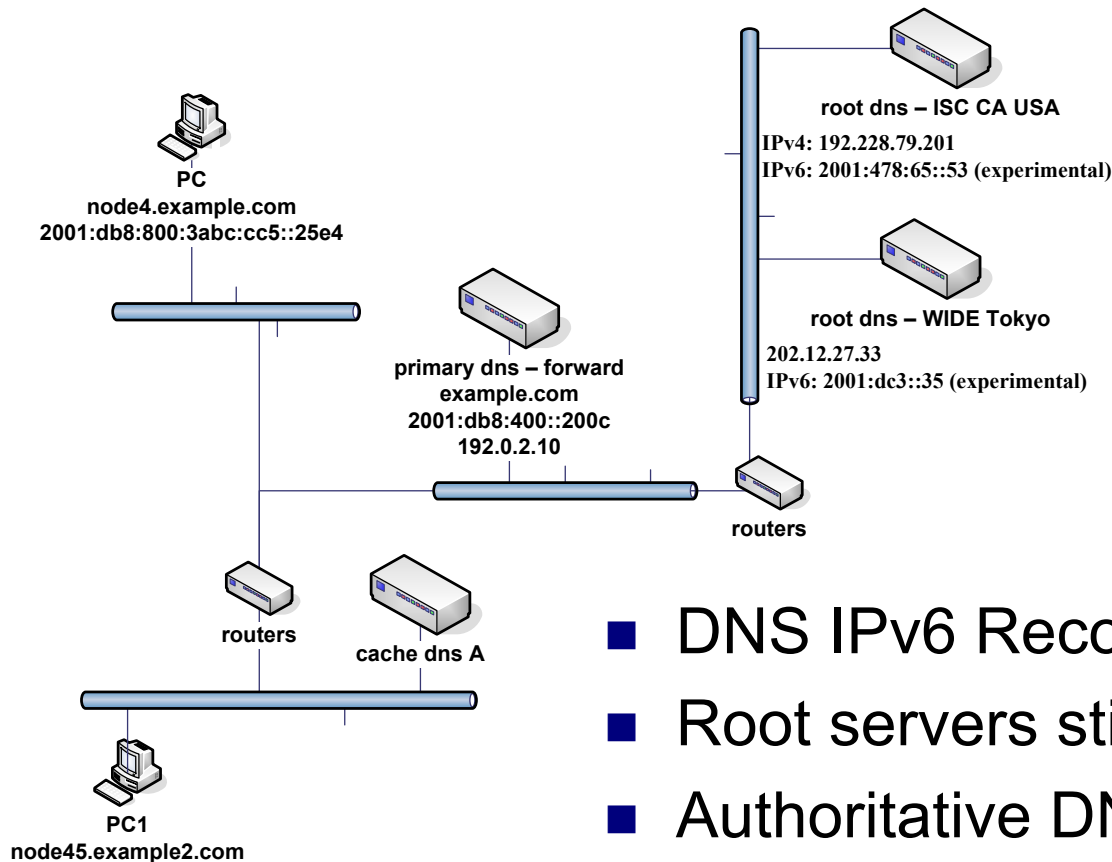 root dns – ISC CA USA
IPv4: 192.228.79.201
IPv6: 2001:478:65::53 (experimental)
PC
node4.example.com
2001:db8:800:3abc:cc5::25e4
root dns – WIDE Tokyo
202.12.27.33
IPv6: 2001:dc3::35 (experimental)
primary dns – forward
example.com
2001:db8:400::200c
192.0.2.10
routers
routers
cache dns A
PC1
node45.example2.com
DNS IPv6
Root servers
Authoritative